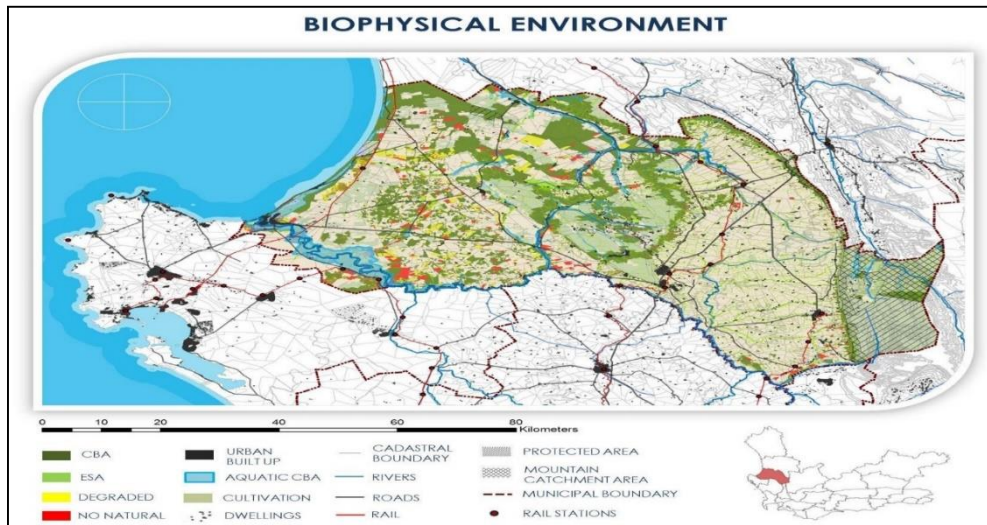 BIOPHYSICAL ENVIRONMENT
0 5 10 20 40 60 80
Kilometers
CBA
ESA
DEGRADED
NO NATURAL
URBAN
BUILT UP
AQUATIC CBA
CULTIVATION
DWELLINGS
CADASTRAL
BOUNDARY
RIVERS
ROADS
RAIL
PROTECTED AREA
MOUNTAIN
CATCHMENT AREA
MUNICIPAL BOUNDARY
RAIL STATIONS